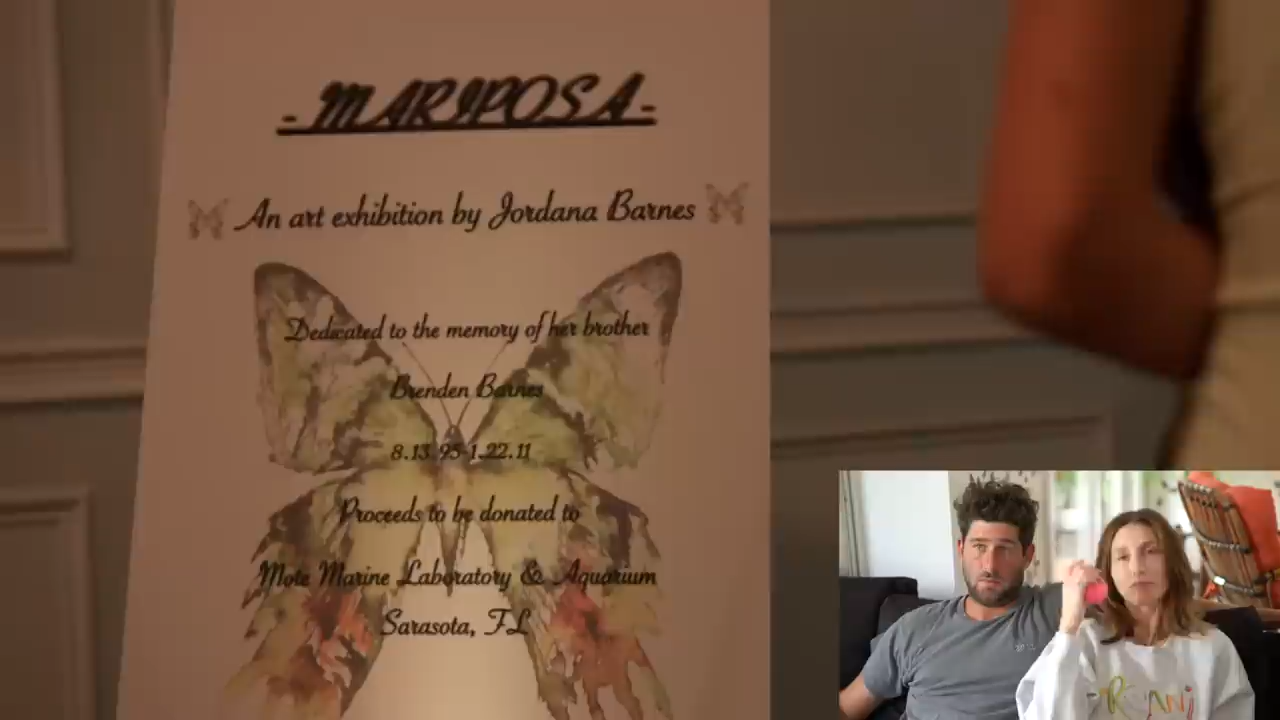 - MARIPOSA -
An art exhibition by Jordana Barnes
Dedicated to the memory of her brother
Brenden Barnes
8.13.95-1.22.11
Proceeds to be donated to
Mote Marine Laboratory & Aquarium
Sarasota, FL